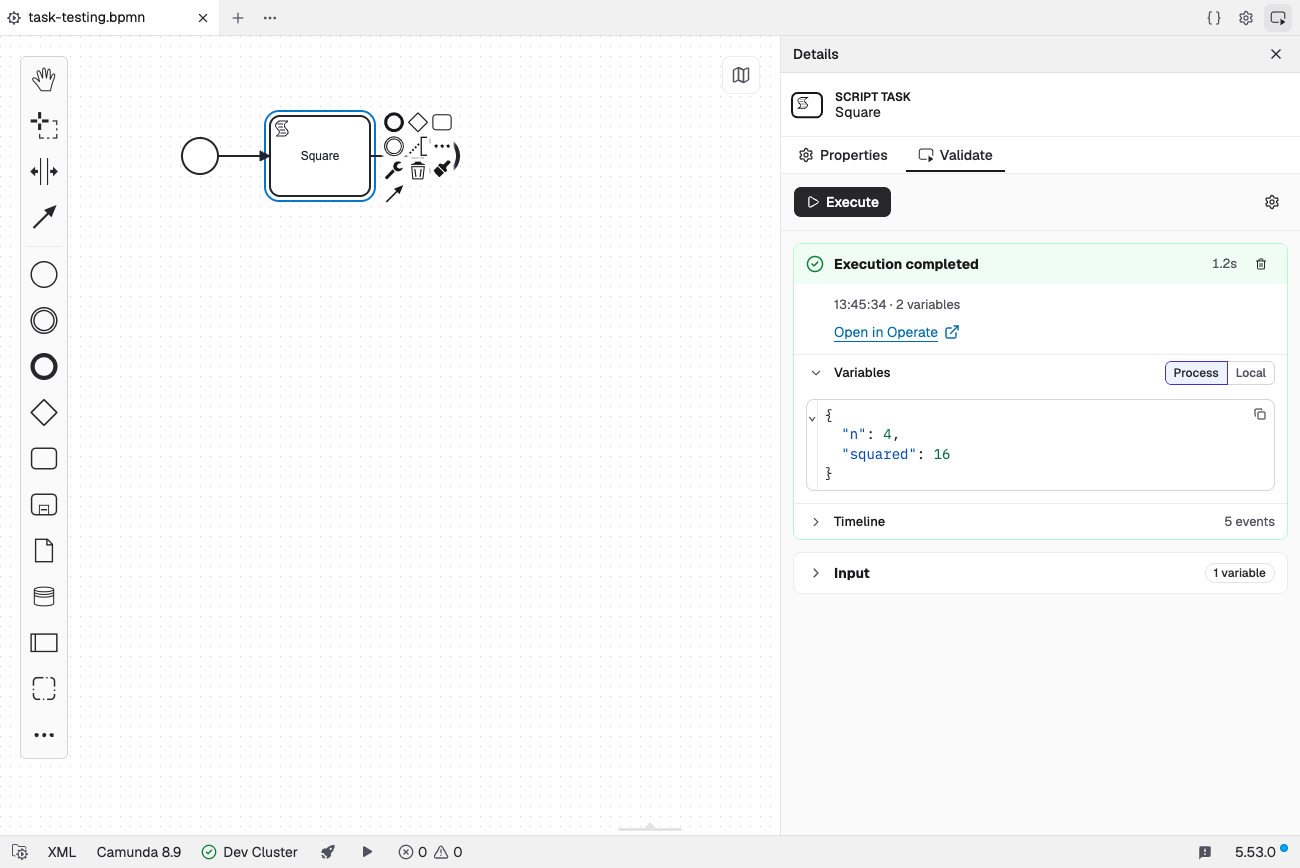 task-testing.bpmn
Details
SCRIPT TASK
Square
Square
Properties
Validate
Execute
Execution completed
1.2s
13:45:34 · 2 variables
Open in Operate
Variables
Process
Local
{
"n": 4,
"squared": 16
}
Timeline
5 events
Input
1 variable
XML
Camunda 8.9
Dev Cluster
0
0
5.53.0